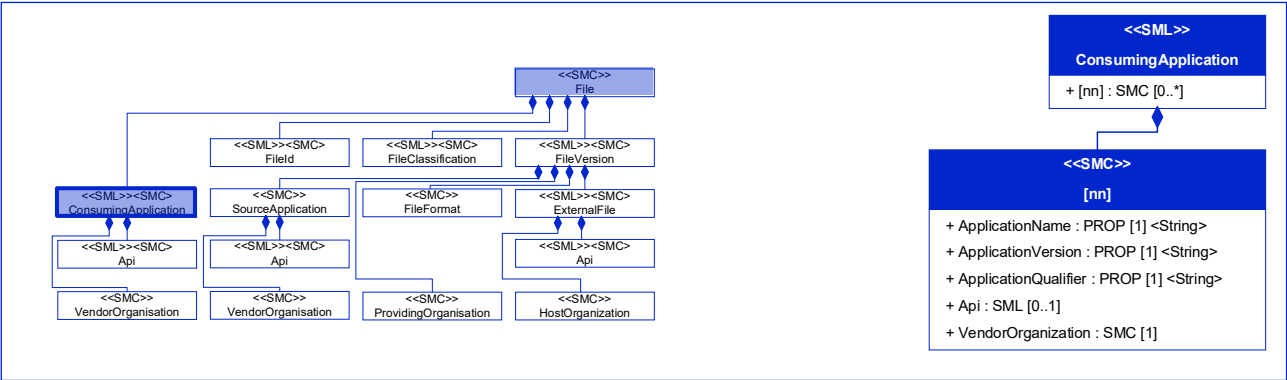 <<SMC>>
File
<<SML>><SMC>
FileId
<<SML>><SMC>
FileClassification
<<SML>><SMC>
FileVersion
<<SML>><SMC>
ConsumingApplication
<<SMC>>
SourceApplication
<<SMC>>
FileFormat
<<SML>><SMC>
ExternalFile
<<SML>><SMC>
Api
<<SML>><SMC>
Api
<<SML>><SMC>
Api
<<SMC>>
VendorOrganisation
<<SMC>>
VendorOrganisation
<<SMC>>
ProvidingOrganisation
<<SMC>>
HostOrganization
<<SML>>
ConsumingApplication
+ [nn] : SMC [0..*]
<<SMC>>
[nn]
+ ApplicationName : PROP [1] <String>
+ ApplicationVersion : PROP [1] <String>
+ ApplicationQualifier : PROP [1] <String>
+ Api : SML [0..1]
+ VendorOrganization : SMC [1]